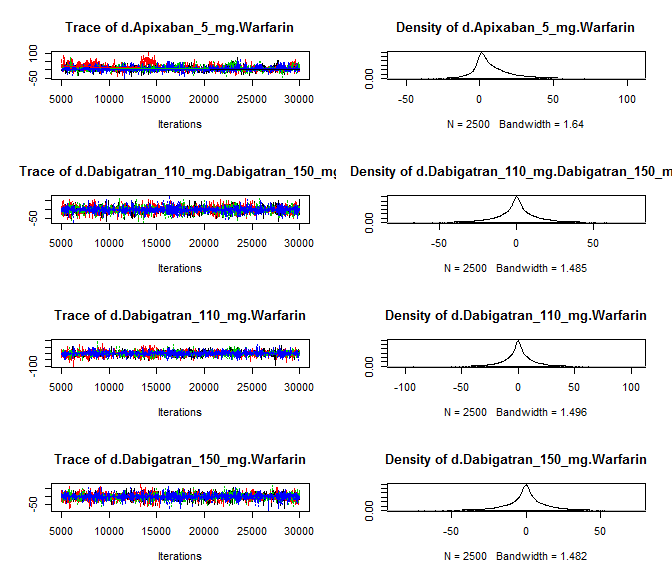 Trace of d.Apixaban_5_mg.Warfarin
100
-50
5000 10000 15000 20000 25000 30000
Iterations
Density of d.Apixaban_5_mg.Warfarin
0.00
-50 0 50 100
N = 2500 Bandwidth = 1.64
Trace of d.Dabigatran_110_mg.Dabigatran_150_mg
-50
5000 10000 15000 20000 25000 30000
Iterations
Density of d.Dabigatran_110_mg.Dabigatran_150_m
0.00
-50 0 50
N = 2500 Bandwidth = 1.485
Trace of d.Dabigatran_110_mg.Warfarin
-100
5000 10000 15000 20000 25000 30000
Iterations
Density of d.Dabigatran_110_mg.Warfarin
0.00
-100 -50 0 50 100
N = 2500 Bandwidth = 1.496
Trace of d.Dabigatran_150_mg.Warfarin
-50
5000 10000 15000 20000 25000 30000
Iterations
Density of d.Dabigatran_150_mg.Warfarin
0.00
-50 0 50
N = 2500 Bandwidth = 1.482